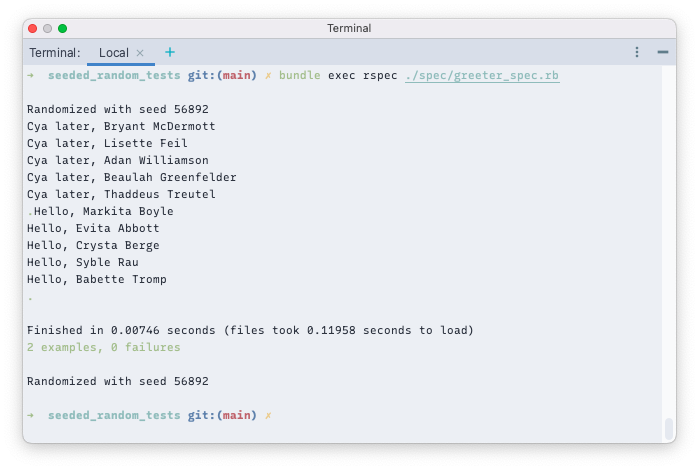 Terminal
Terminal: Local × +
→ seeded_random_tests git:(main) ✗ bundle exec rspec ./spec/greeter_spec.rb
Randomized with seed 56892
Cya later, Bryant McDermott
Cya later, Lisette Feil
Cya later, Adan Williamson
Cya later, Beaulah Greenfelder
Cya later, Thaddeus Treutel
.Hello, Markita Boyle
Hello, Evita Abbott
Hello, Crysta Berge
Hello, Syble Rau
Hello, Babette Tromp
.
Finished in 0.00746 seconds (files took 0.11958 seconds to load)
2 examples, 0 failures
Randomized with seed 56892
→ seeded_random_tests git:(main) ✗